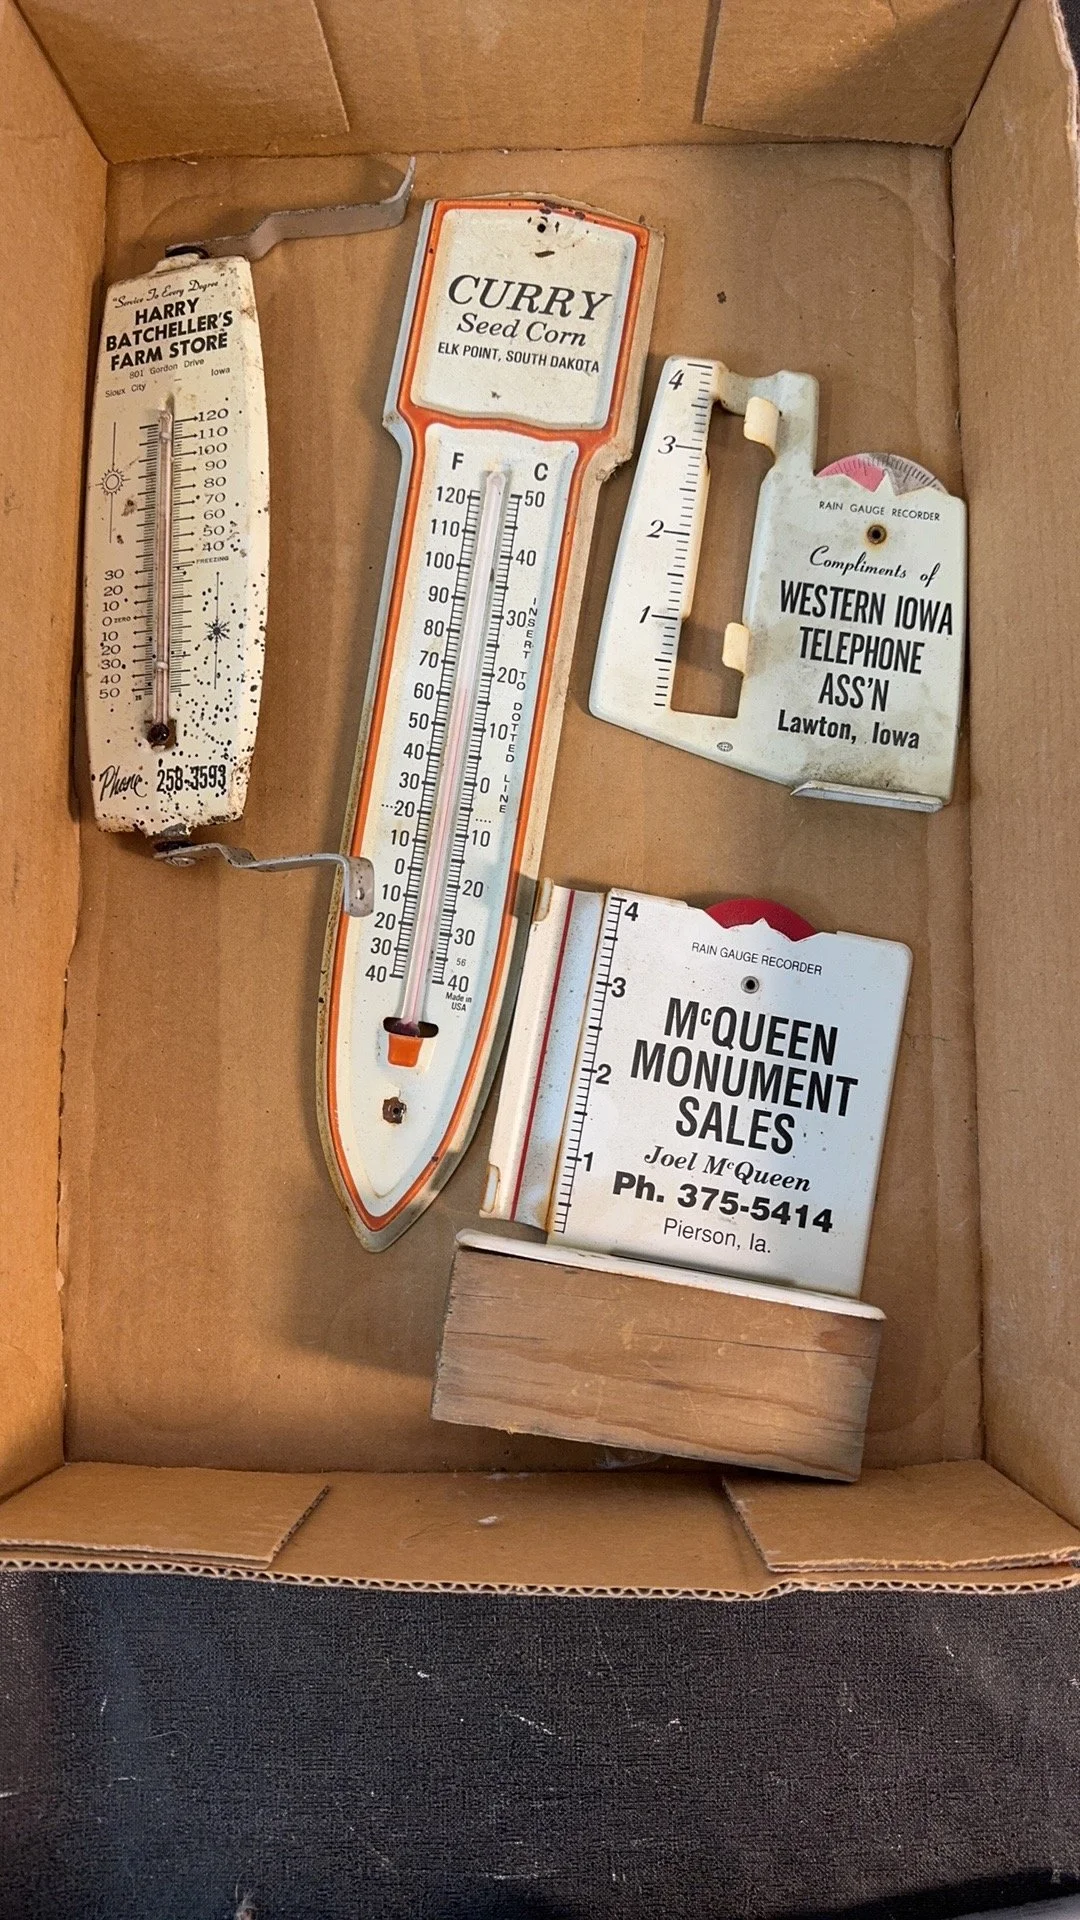 "Service To Every Degree"
HARRY
BATCHELLER'S
FARM STORE
801 Gordon Drive
Sioux City Iowa
120
110
100
90
80
70
60
50
40
FREEZING
30
20
10
0 ZERO
10
20
30
40
50
Phone 258-3593
CURRY
Seed Corn
ELK POINT, SOUTH DAKOTA
F C
120 50
110
100 40
90
80 30
70
60 20
50
40 10
30
20 0
10 10
0
10 20
20
30 30
40 40
INSERT TO DOTTED LINE
56
Made in
USA
4
3
2
1
RAIN GAUGE RECORDER
Compliments of
WESTERN IOWA
TELEPHONE
ASS'N
Lawton, Iowa
4
3
2
1
RAIN GAUGE RECORDER
McQUEEN
MONUMENT
SALES
Joel McQueen
Ph. 375-5414
Pierson, Ia.